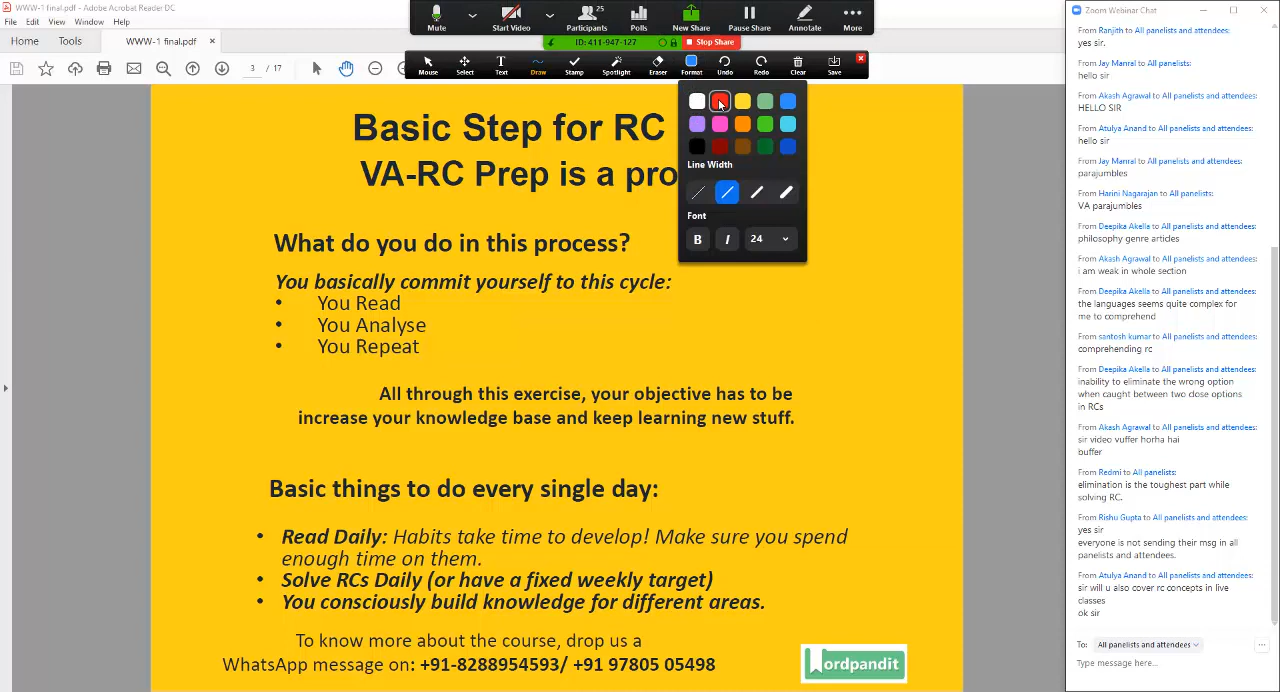 WWW-1 final.pdf - Adobe Acrobat Reader DC
File Edit View Window Help
Tools
WWW-1 final.pdf
3 / 17
Mute
Start Video
25
Participants
Polls
New Share
Pause Share
Annotate
More
ID: 411-947-127
Stop Share
Mouse
Select
Text
Draw
Stamp
Spotlight
Eraser
Format
Undo
Redo
Clear
Save
Line Width
Font
B
I
24
Basic Step for RC
VA-RC Prep is a pro
What do you do in this process?
You basically commit yourself to this cycle:
• You Read
• You Analyse
• You Repeat
All through this exercise, your objective has to be
increase your knowledge base and keep learning new stuff.
Basic things to do every single day:
• Read Daily: Habits take time to develop! Make sure you spend
enough time on them.
• Solve RCs Daily (or have a fixed weekly target)
• You consciously build knowledge for different areas.
To know more about the course, drop us a
WhatsApp message on: +91-8288954593/ +91 97805 05498
Wordpandit
Zoom Webinar Chat
From Ranjith to All panelists and attendees:
yes sir.
From Jay Manral to All panelists:
hello sir
From Akash Agrawal to All panelists and attendees:
HELLO SIR
From Atulya Anand to All panelists and attendees:
hello sir
From Jay Manral to All panelists and attendees:
parajumbles
From Harini Nagarajan to All panelists:
VA parajumbles
From Deepika Akella to All panelists and attendees:
philosophy genre articles
From Akash Agrawal to All panelists and attendees:
i am weak in whole section
From Deepika Akella to All panelists and attendees:
the languages seems quite complex for
me to comprehend
From santosh kumar to All panelists and attendees:
comprehending rc
From Deepika Akella to All panelists and attendees:
inability to eliminate the wrong option
when caught between two close options
in RCs
From Akash Agrawal to All panelists and attendees:
sir video vuffer horha hai
buffer
From Redmi to All panelists:
elimination is the toughest part while
solving RC.
From Rishu Gupta to All panelists and attendees:
yes sir
everyone is not sending their msg in all
panelists and attendees.
From Atulya Anand to All panelists and attendees:
sir will u also cover rc concepts in live
classes
ok sir
To: All panelists and attendees
Type message here...